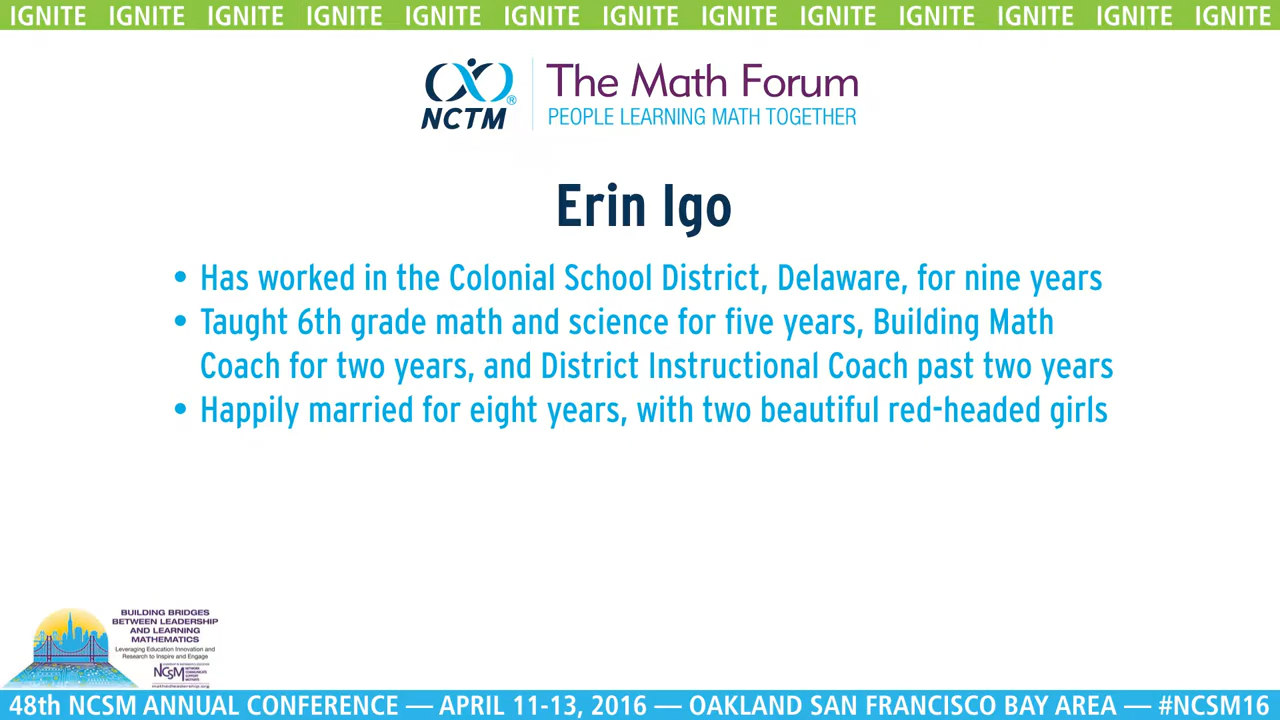 IGNITE IGNITE IGNITE IGNITE IGNITE IGNITE IGNITE IGNITE IGNITE IGNITE IGNITE IGNITE IGNITE
NCTM®
The Math Forum
PEOPLE LEARNING MATH TOGETHER
Erin Igo
• Has worked in the Colonial School District, Delaware, for nine years
• Taught 6th grade math and science for five years, Building Math
Coach for two years, and District Instructional Coach past two years
• Happily married for eight years, with two beautiful red-headed girls
BUILDING BRIDGES
BETWEEN LEADERSHIP
AND LEARNING
MATHEMATICS
Leveraging Education Innovation and
Research to Inspire and Engage
NCSM
mathedleadership.org
48th NCSM ANNUAL CONFERENCE — APRIL 11-13, 2016 — OAKLAND SAN FRANCISCO BAY AREA — #NCSM16